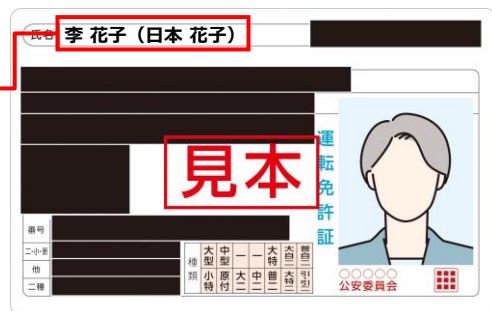 氏名 李 花子（日本 花子）
見本
運転免許証
番号
二・小・原
他
二種
種類
大型 中型 一 一 大特 大自二 普自二
小特 原付 大二 中二 普二 大特二 引・引二
○○○○○
公安委員会